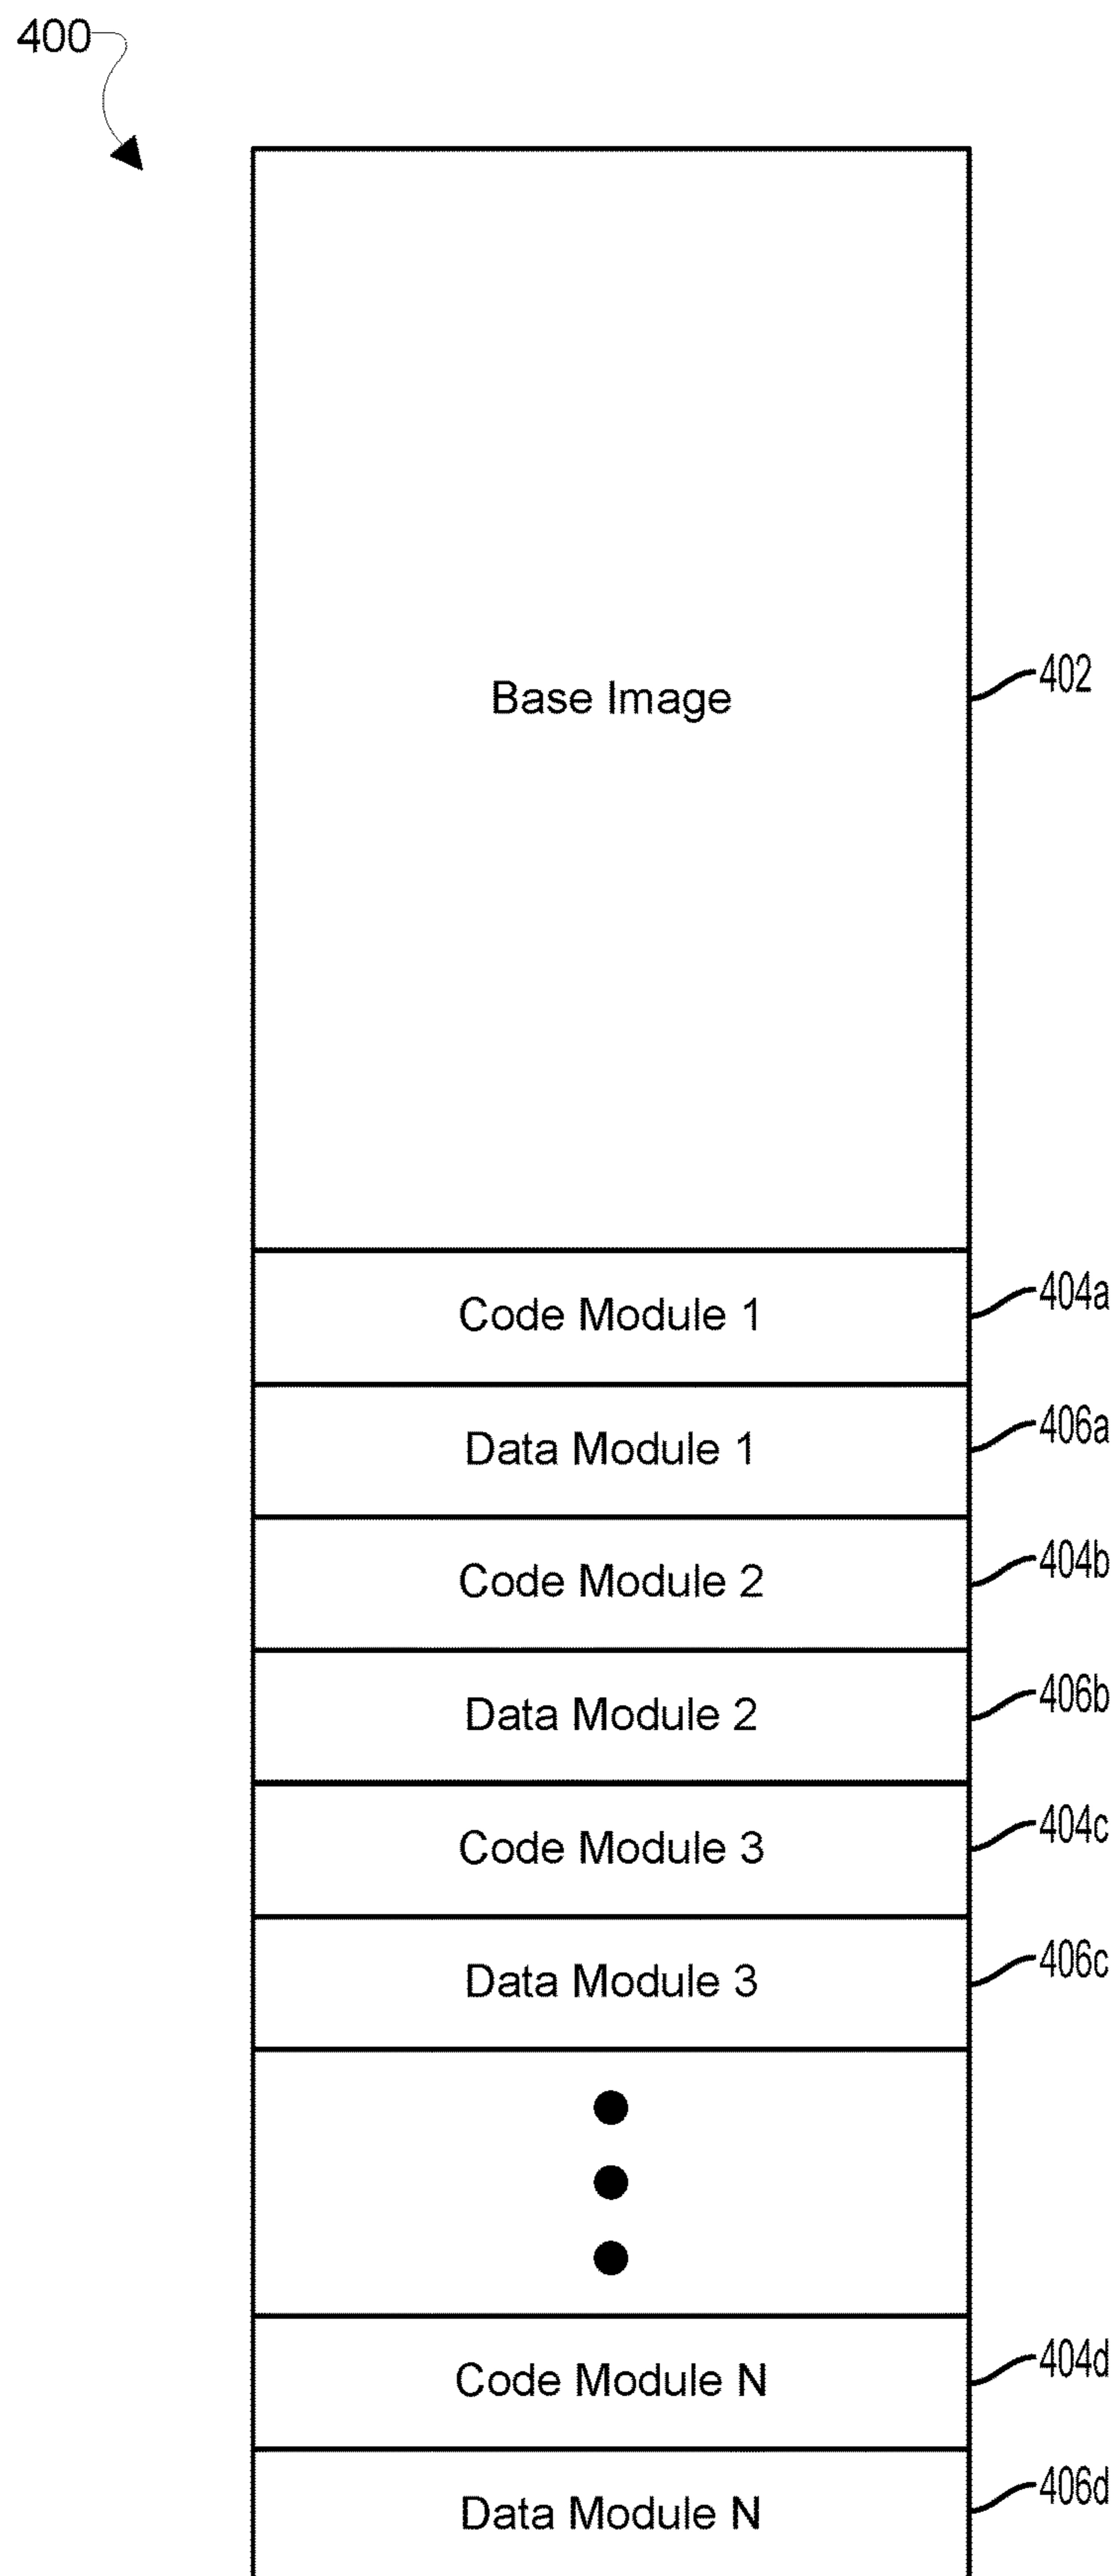 400
Base Image
402
Code Module 1
404a
Data Module 1
406a
Code Module 2
404b
Data Module 2
406b
Code Module 3
404c
Data Module 3
406c
Code Module N
404d
Data Module N
406d